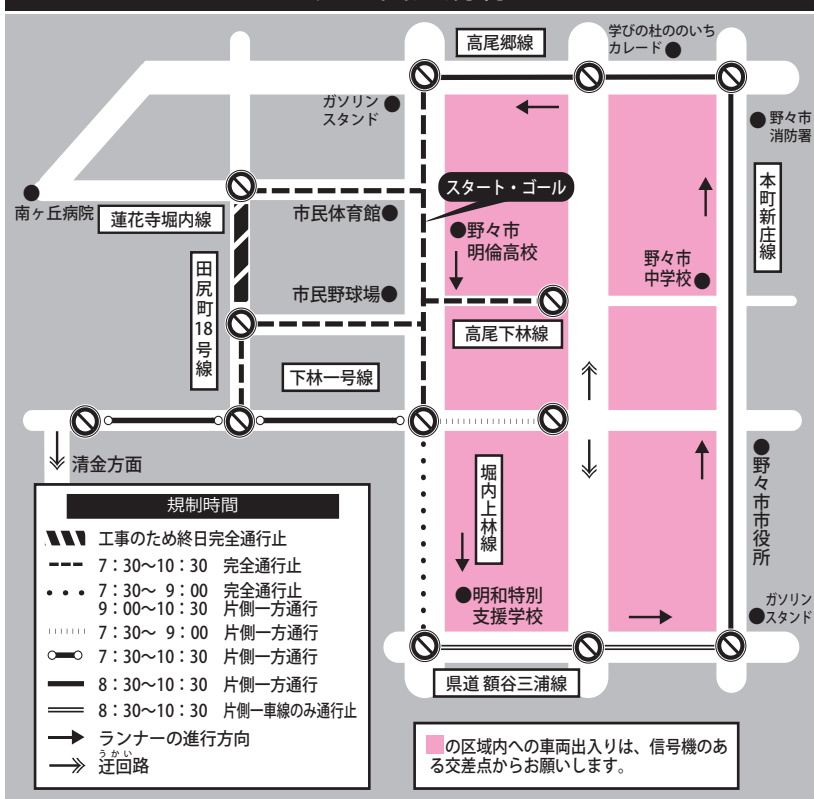 高尾郷線
学びの杜ののいち
カレード
ガソリン
スタンド
野々市
消防署
本町新庄線
南ヶ丘病院
蓮花寺堀内線
市民体育館
スタート・ゴール
野々市
明倫高校
野々市
中学校
田尻町18号線
市民野球場
高尾下林線
下林一号線
清金方面
堀内上林線
野々市市役所
明和特別
支援学校
ガソリン
スタンド
県道 額谷三浦線
規制時間
工事のため終日完全通行止
7:30〜10:30 完全通行止
7:30〜 9:00 完全通行止
9:00〜10:30 片側一方通行
7:30〜 9:00 片側一方通行
7:30〜10:30 片側一方通行
8:30〜10:30 片側一方通行
8:30〜10:30 片側一車線のみ通行止
ランナーの進行方向
うかい
迂回路
の区域内への車両出入りは、信号機のあ
る交差点からお願いします。